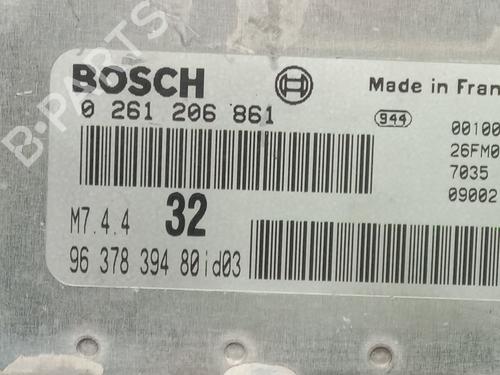 B-PARTS
BOSCH
Made in Fran
0 261 206 861
944
00100
26FM0
7035
09002
M7.4.4 32
96 378 394 80id03